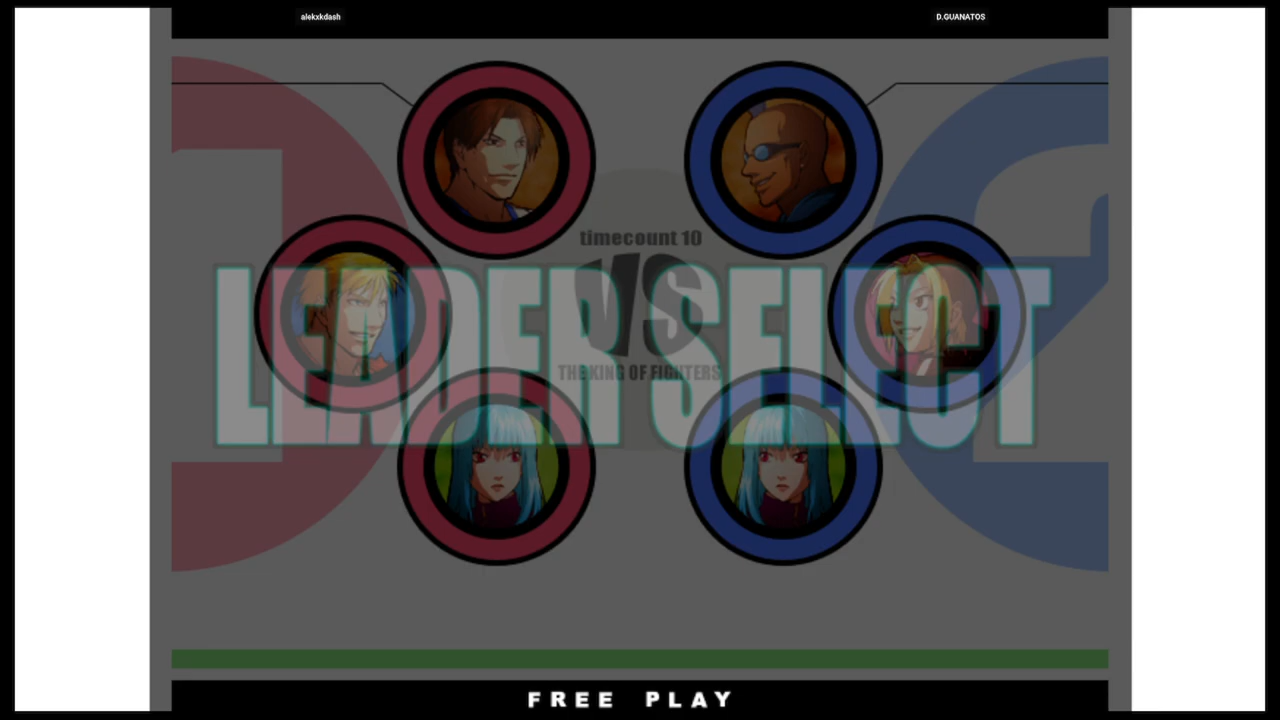 alekxkdash
D.GUANATOS
timecount 10
VS
THE KING OF FIGHTERS
LEADER SELECT
FREE PLAY